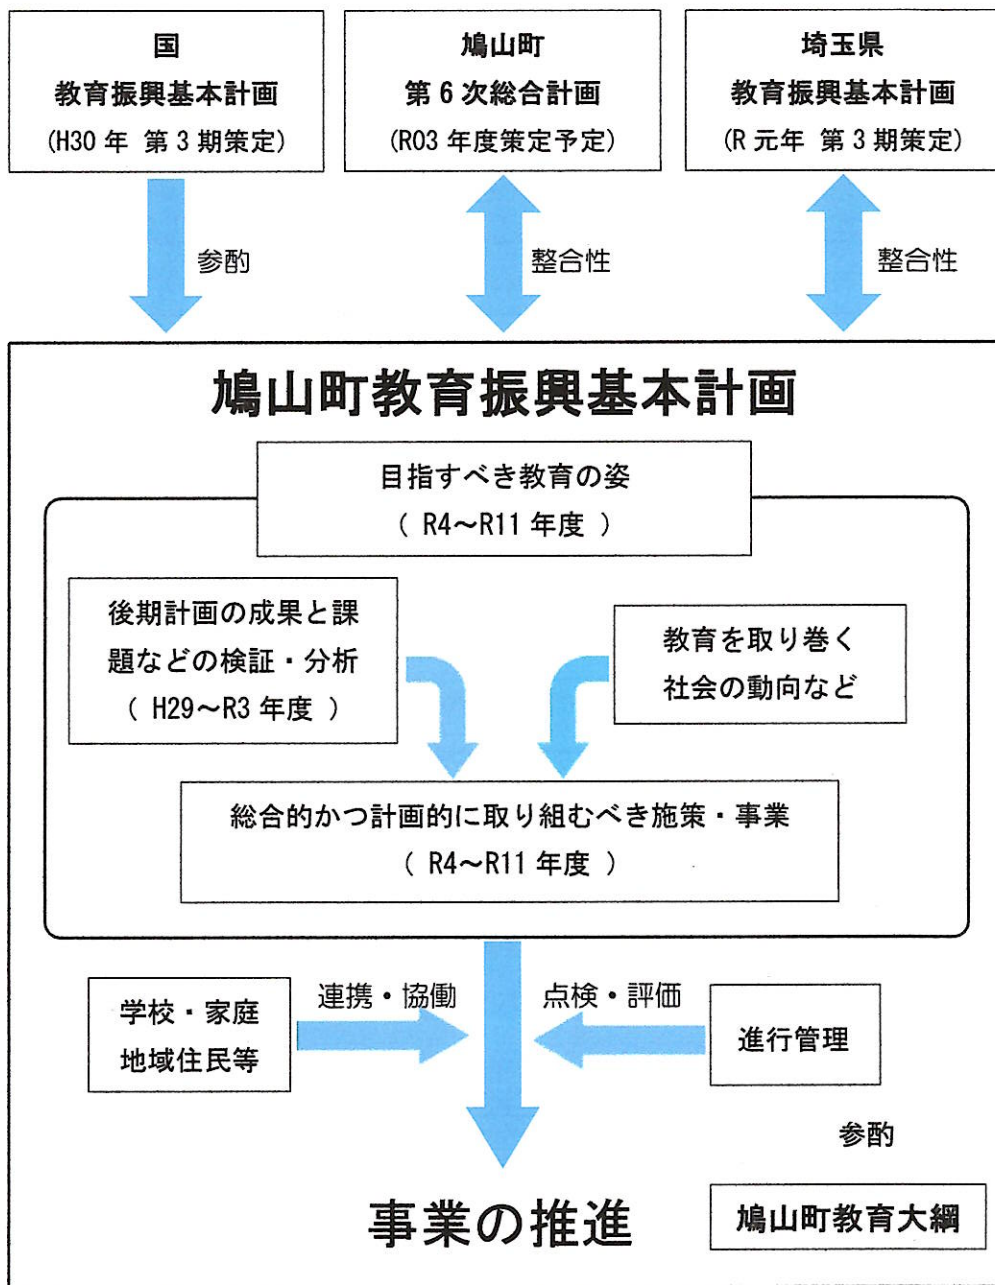 国
教育振興基本計画
(H30年 第3期策定)
鳩山町
第6次総合計画
(R03年度策定予定)
埼玉県
教育振興基本計画
(R元年 第3期策定)
参酌
整合性
整合性
鳩山町教育振興基本計画
目指すべき教育の姿
( R4～R11年度 )
後期計画の成果と課
題などの検証・分析
( H29～R3年度 )
教育を取り巻く
社会の動向など
総合的かつ計画的に取り組むべき施策・事業
( R4～R11年度 )
学校・家庭
地域住民等
連携・協働
点検・評価
進行管理
参酌
事業の推進
鳩山町教育大綱